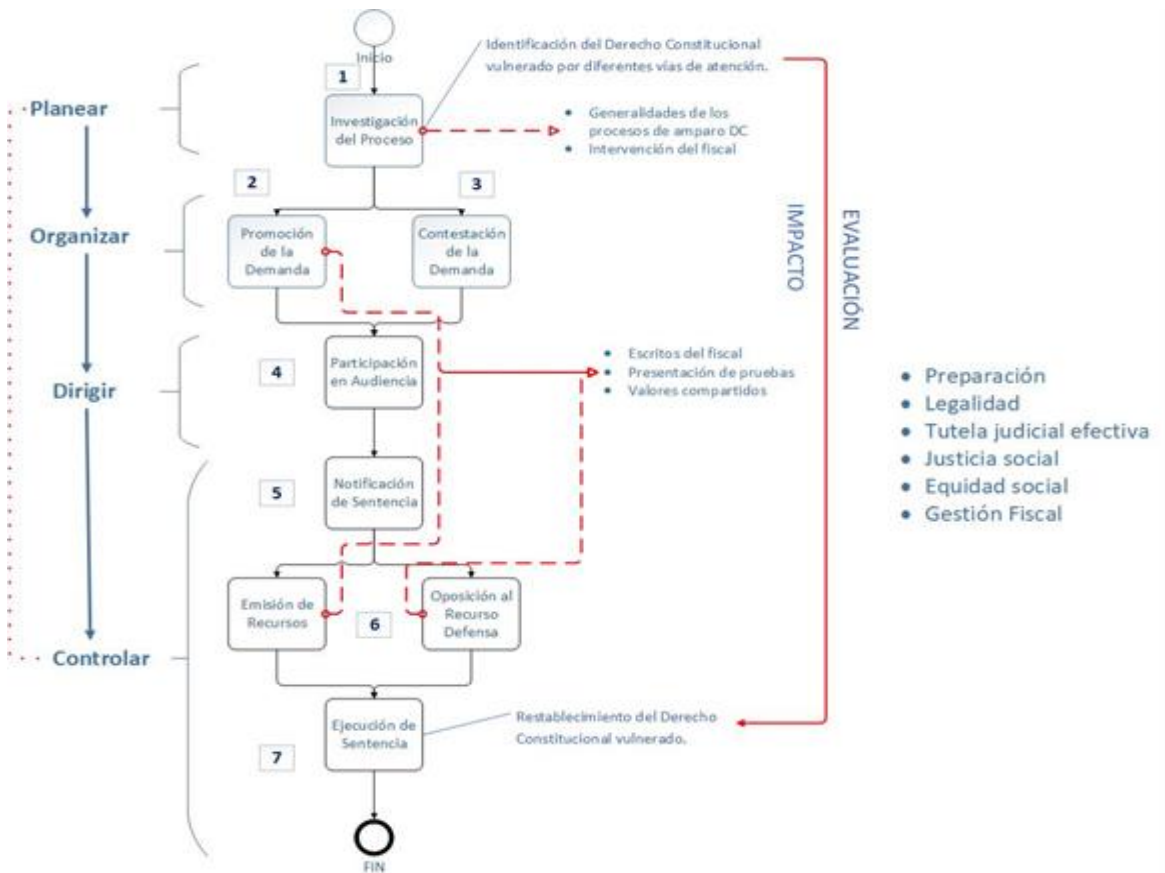 Inicio
Identificación del Derecho Constitucional
vulnerado por diferentes vías de atención.
1
Planear
Investigación
del Proceso
• Generalidades de los
procesos de amparo DC
• Intervención del fiscal
2
3
Organizar
Promoción
de la
Demanda
Contestación
de la
Demanda
IMPACTO
EVALUACIÓN
4
Dirigir
Participación
en Audiencia
• Escritos del fiscal
• Presentación de pruebas
• Valores compartidos
• Preparación
• Legalidad
• Tutela judicial efectiva
• Justicia social
• Equidad social
• Gestión Fiscal
5
Notificación
de Sentencia
Emisión de
Recursos
6
Oposición al
Recurso
Defensa
Controlar
Ejecución de
Sentencia
Restablecimiento del Derecho
Constitucional vulnerado.
7
FIN